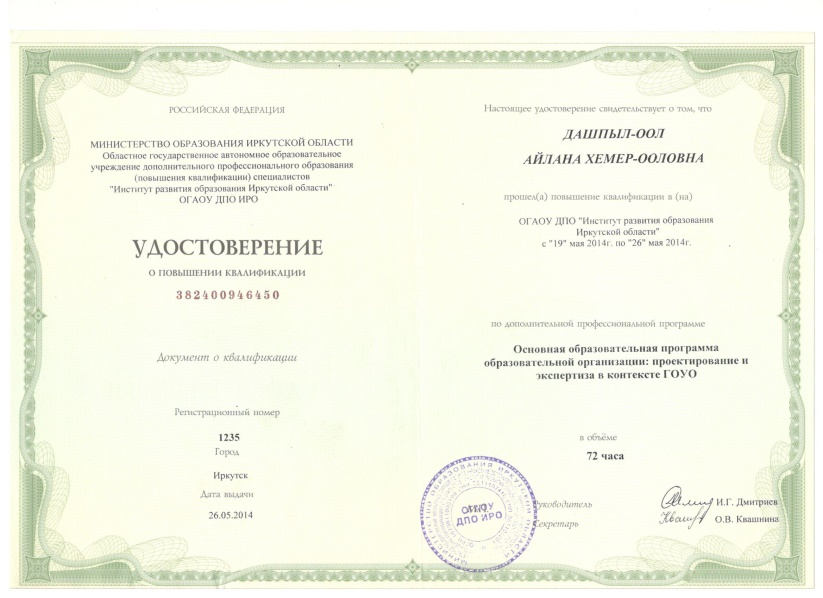 РОССИЙСКАЯ ФЕДЕРАЦИЯ
МИНИСТЕРСТВО ОБРАЗОВАНИЯ ИРКУТСКОЙ ОБЛАСТИ
Областное государственное автономное образовательное
учреждение дополнительного профессионального образования
(повышения квалификации) специалистов
"Институт развития образования Иркутской области"
ОГАОУ ДПО ИРО
УДОСТОВЕРЕНИЕ
О ПОВЫШЕНИИ КВАЛИФИКАЦИИ
382400946450
Документ о квалификации
Регистрационный номер
1235
Город
Иркутск
Дата выдачи
26.05.2014
Настоящее удостоверение свидетельствует о том, что
ДАШПЫЛ-ООЛ
АЙЛАНА ХЕМЕР-ООЛОВНА
прошел(а) повышение квалификации в (на)
ОГАОУ ДПО "Институт развития образования
Иркутской области"
с "19" мая 2014г. по "26" мая 2014г.
по дополнительной профессиональной программе
Основная образовательная программа
образовательной организации: проектирование и
экспертиза в контексте ГОУО
в объёме
72 часа
Руководитель
И.Г. Дмитриев
Секретарь
О.В. Квашнина
ОГАОУ
ДПО ИРО